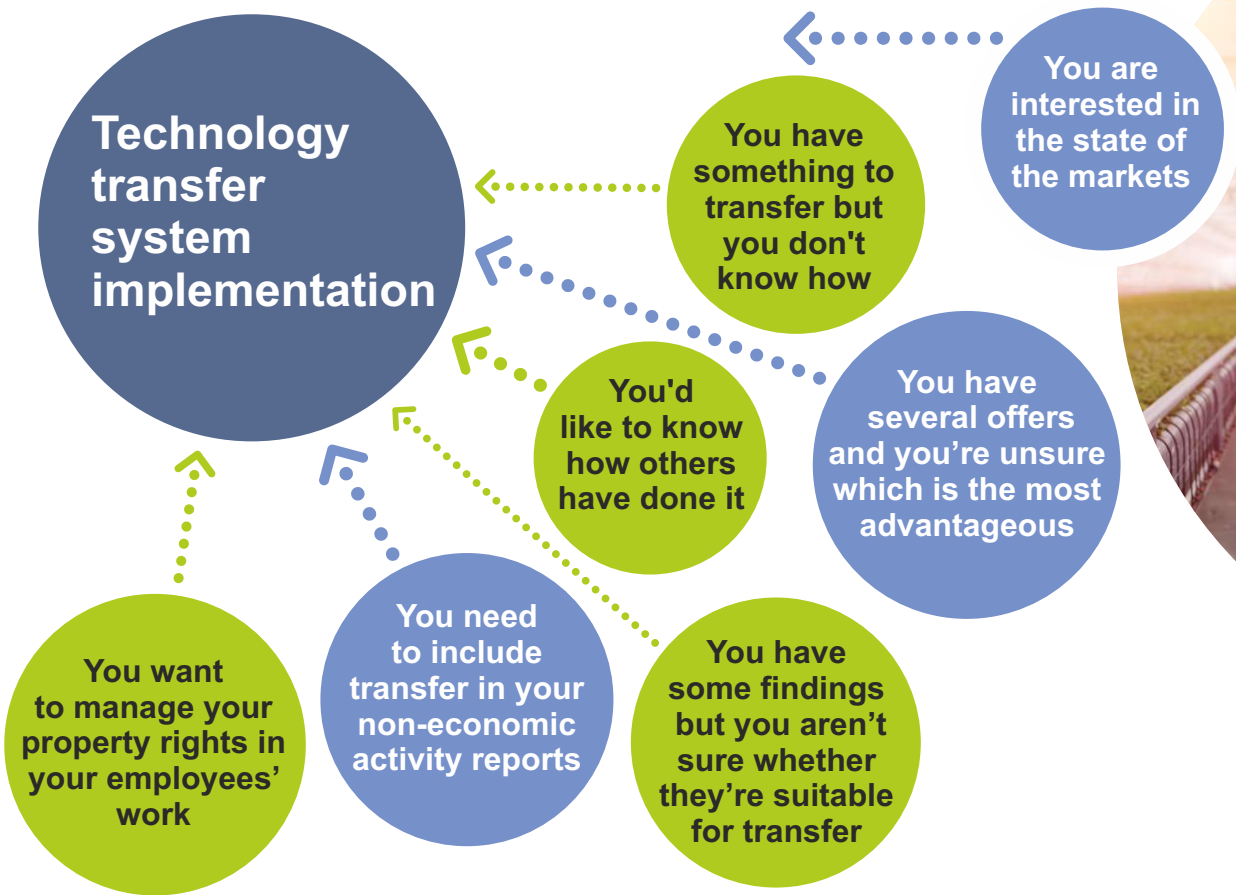 Technology
transfer
system
implementation
You are
interested in
the state of
the markets
You have
something to
transfer but
you don't
know how
You have
several offers
and you’re unsure
which is the most
advantageous
You'd
like to know
how others
have done it
You want
to manage your
property rights in
your employees’
work
You need
to include
transfer in your
non-economic
activity reports
You have
some findings
but you aren’t
sure whether
they’re suitable
for transfer